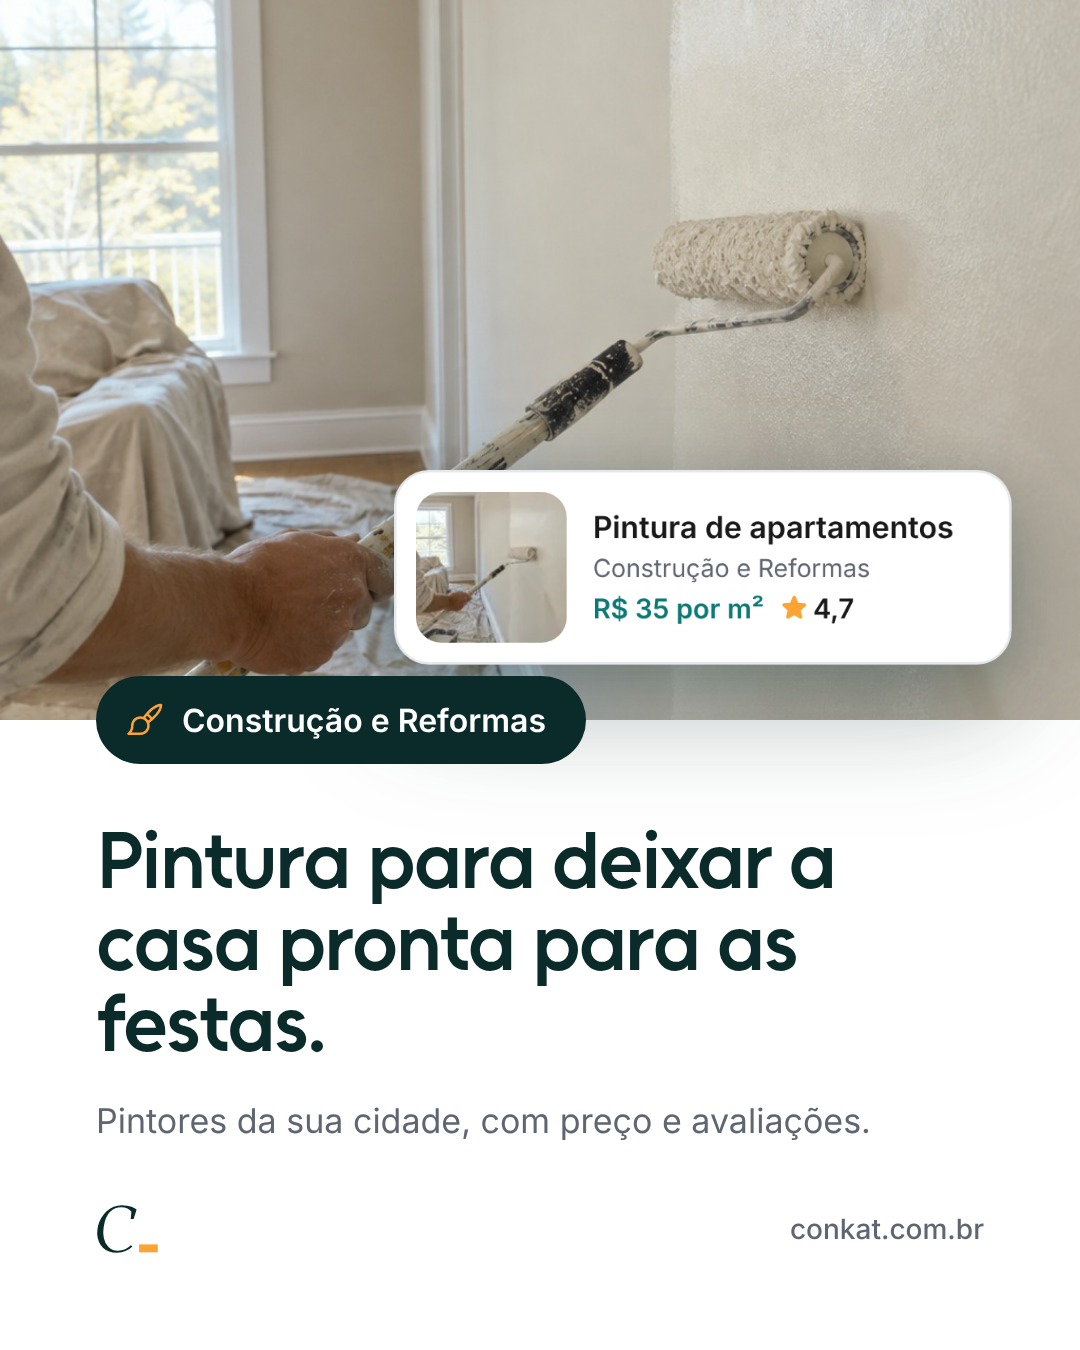 Pintura de apartamentos
Construção e Reformas
R$ 35 por m² 4,7
Construção e Reformas
Pintura para deixar a
casa pronta para as
festas.
Pintores da sua cidade, com preço e avaliações.
C_
conkat.com.br